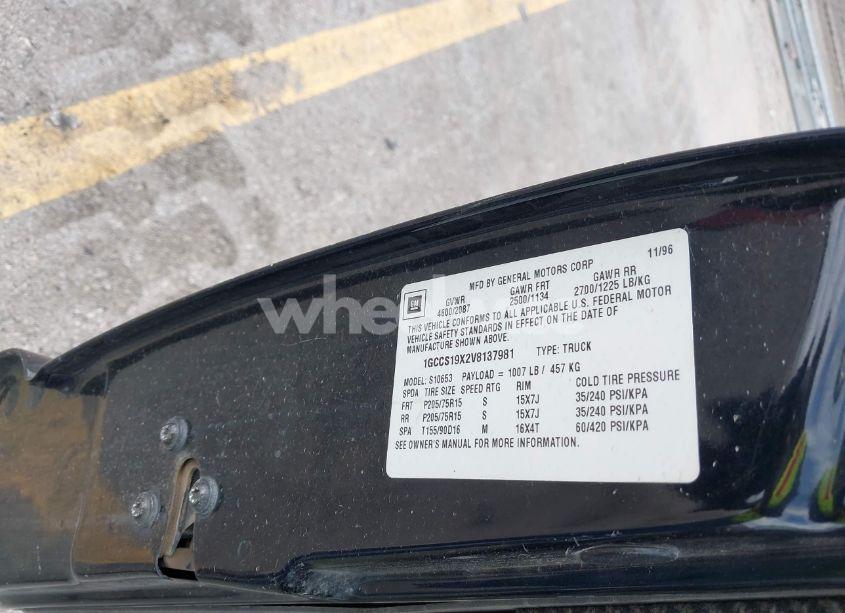 MFD BY GENERAL MOTORS CORP 11/96
GM
GVWR GAWR FRT GAWR RR
4600/2087 2500/1134 2700/1225 LB/KG
THIS VEHICLE CONFORMS TO ALL APPLICABLE U.S. FEDERAL MOTOR
VEHICLE SAFETY STANDARDS IN EFFECT ON THE DATE OF
MANUFACTURE SHOWN ABOVE.
1GCCS19X2V8137981 TYPE: TRUCK
MODEL: S10653 PAYLOAD = 1007 LB / 457 KG
SPDA TIRE SIZE SPEED RTG RIM COLD TIRE PRESSURE
FRT P205/75R15 S 15X7J 35/240 PSI/KPA
RR P205/75R15 S 15X7J 35/240 PSI/KPA
SPA T155/90D16 M 16X4T 60/420 PSI/KPA
SEE OWNER'S MANUAL FOR MORE INFORMATION.